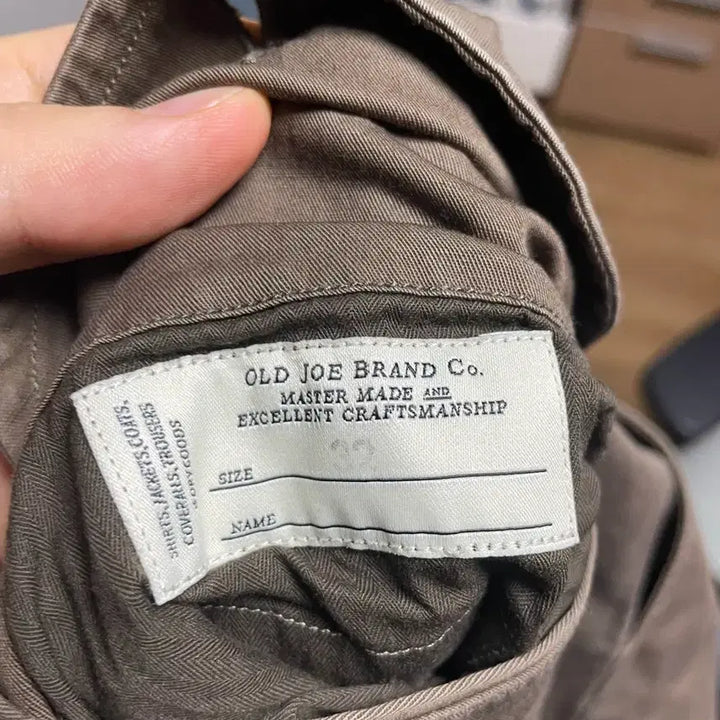 OLD JOE BRAND Co.
MASTER MADE AND
EXCELLENT CRAFTSMANSHIP
SIZE
NAME
SHIRTS, JACKETS, COATS,
COVERALLS, TROUSERS